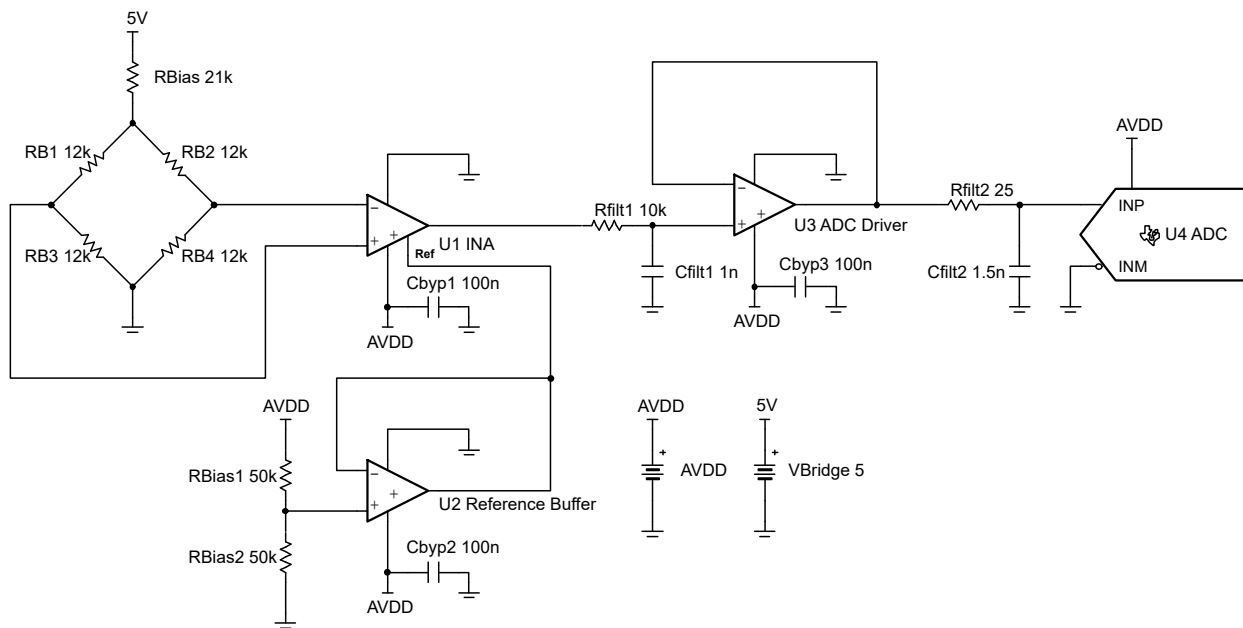 5V
RBias 21k
RB1 12k
RB2 12k
RB3 12k
RB4 12k
U1 INA
Ref
Cbyp1 100n
AVDD
Rfilt1 10k
Cfilt1 1n
U3 ADC Driver
Cbyp3 100n
AVDD
Rfilt2 25
Cfilt2 1.5n
AVDD
INP
U4 ADC
INM
AVDD
RBias1 50k
RBias2 50k
U2 Reference Buffer
Cbyp2 100n
AVDD
AVDD
AVDD
5V
VBridge 5